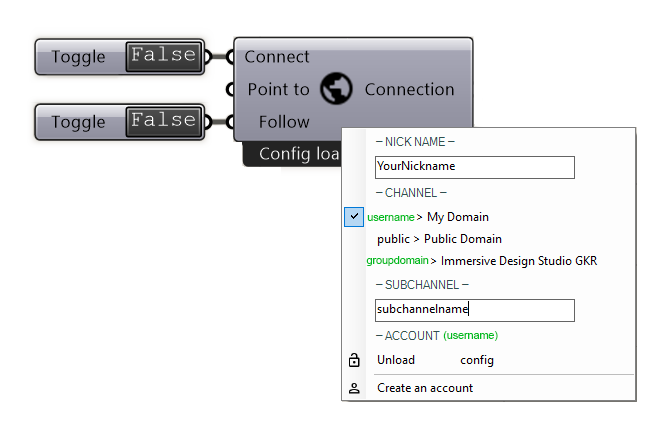 Toggle False Connect
Point to Connection
Toggle False Follow
Config loa
– NICK NAME –
YourNickname
– CHANNEL –
username > My Domain
public > Public Domain
groupdomain > Immersive Design Studio GKR
– SUBCHANNEL –
subchannelname
– ACCOUNT (username)
Unload config
Create an account